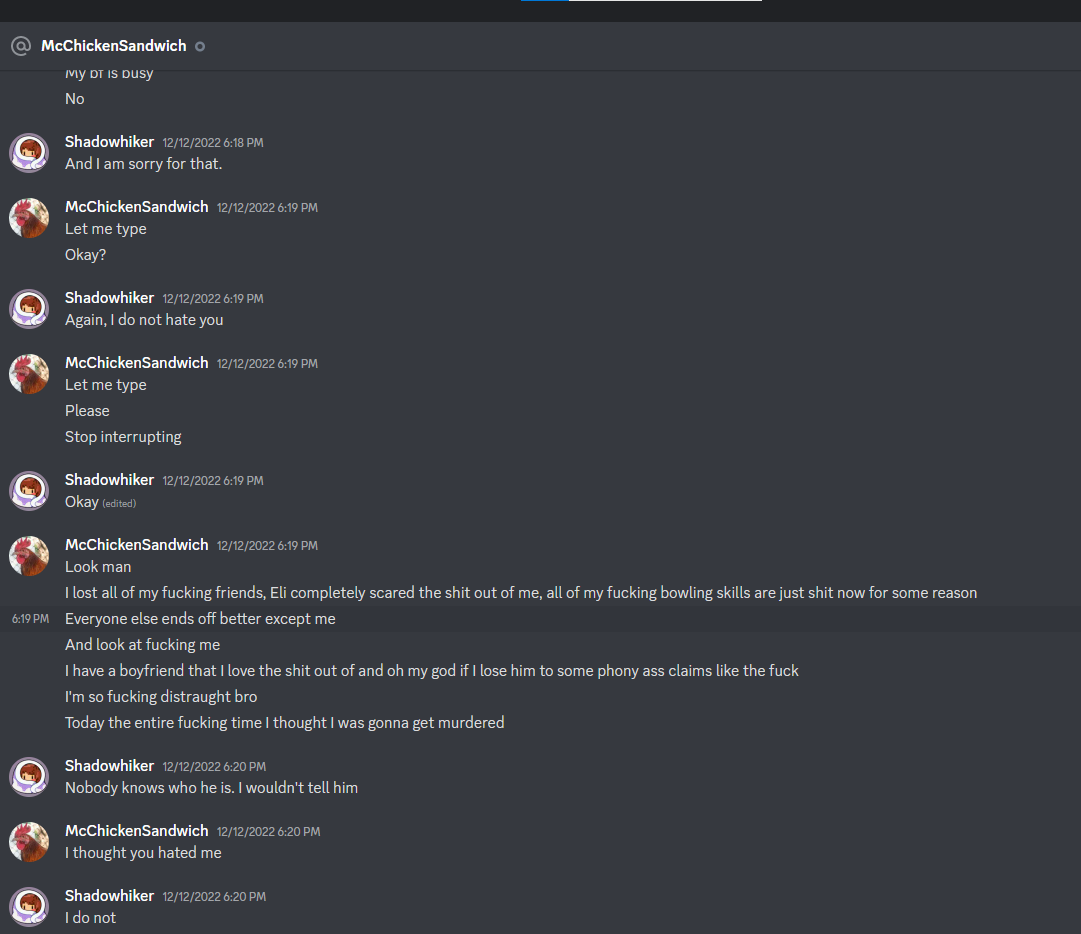 @ McChickenSandwich
My bf is busy
No
Shadowhiker 12/12/2022 6:18 PM
And I am sorry for that.
McChickenSandwich 12/12/2022 6:19 PM
Let me type
Okay?
Shadowhiker 12/12/2022 6:19 PM
Again, I do not hate you
McChickenSandwich 12/12/2022 6:19 PM
Let me type
Please
Stop interrupting
Shadowhiker 12/12/2022 6:19 PM
Okay (edited)
McChickenSandwich 12/12/2022 6:19 PM
Look man
I lost all of my fucking friends, Eli completely scared the shit out of me, all of my fucking bowling skills are just shit now for some reason
6:19 PM Everyone else ends off better except me
And look at fucking me
I have a boyfriend that I love the shit out of and oh my god if I lose him to some phony ass claims like the fuck
I'm so fucking distraught bro
Today the entire fucking time I thought I was gonna get murdered
Shadowhiker 12/12/2022 6:20 PM
Nobody knows who he is. I wouldn't tell him
McChickenSandwich 12/12/2022 6:20 PM
I thought you hated me
Shadowhiker 12/12/2022 6:20 PM
I do not